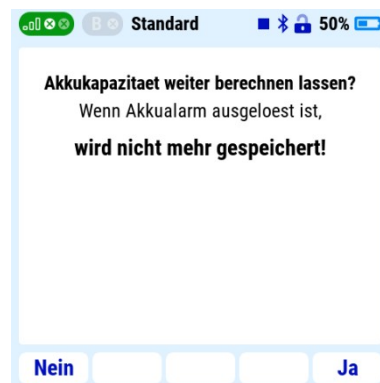 B Standard 50%
Akkukapazitaet weiter berechnen lassen?
Wenn Akkualarm ausgeloest ist,
wird nicht mehr gespeichert!
Nein Ja